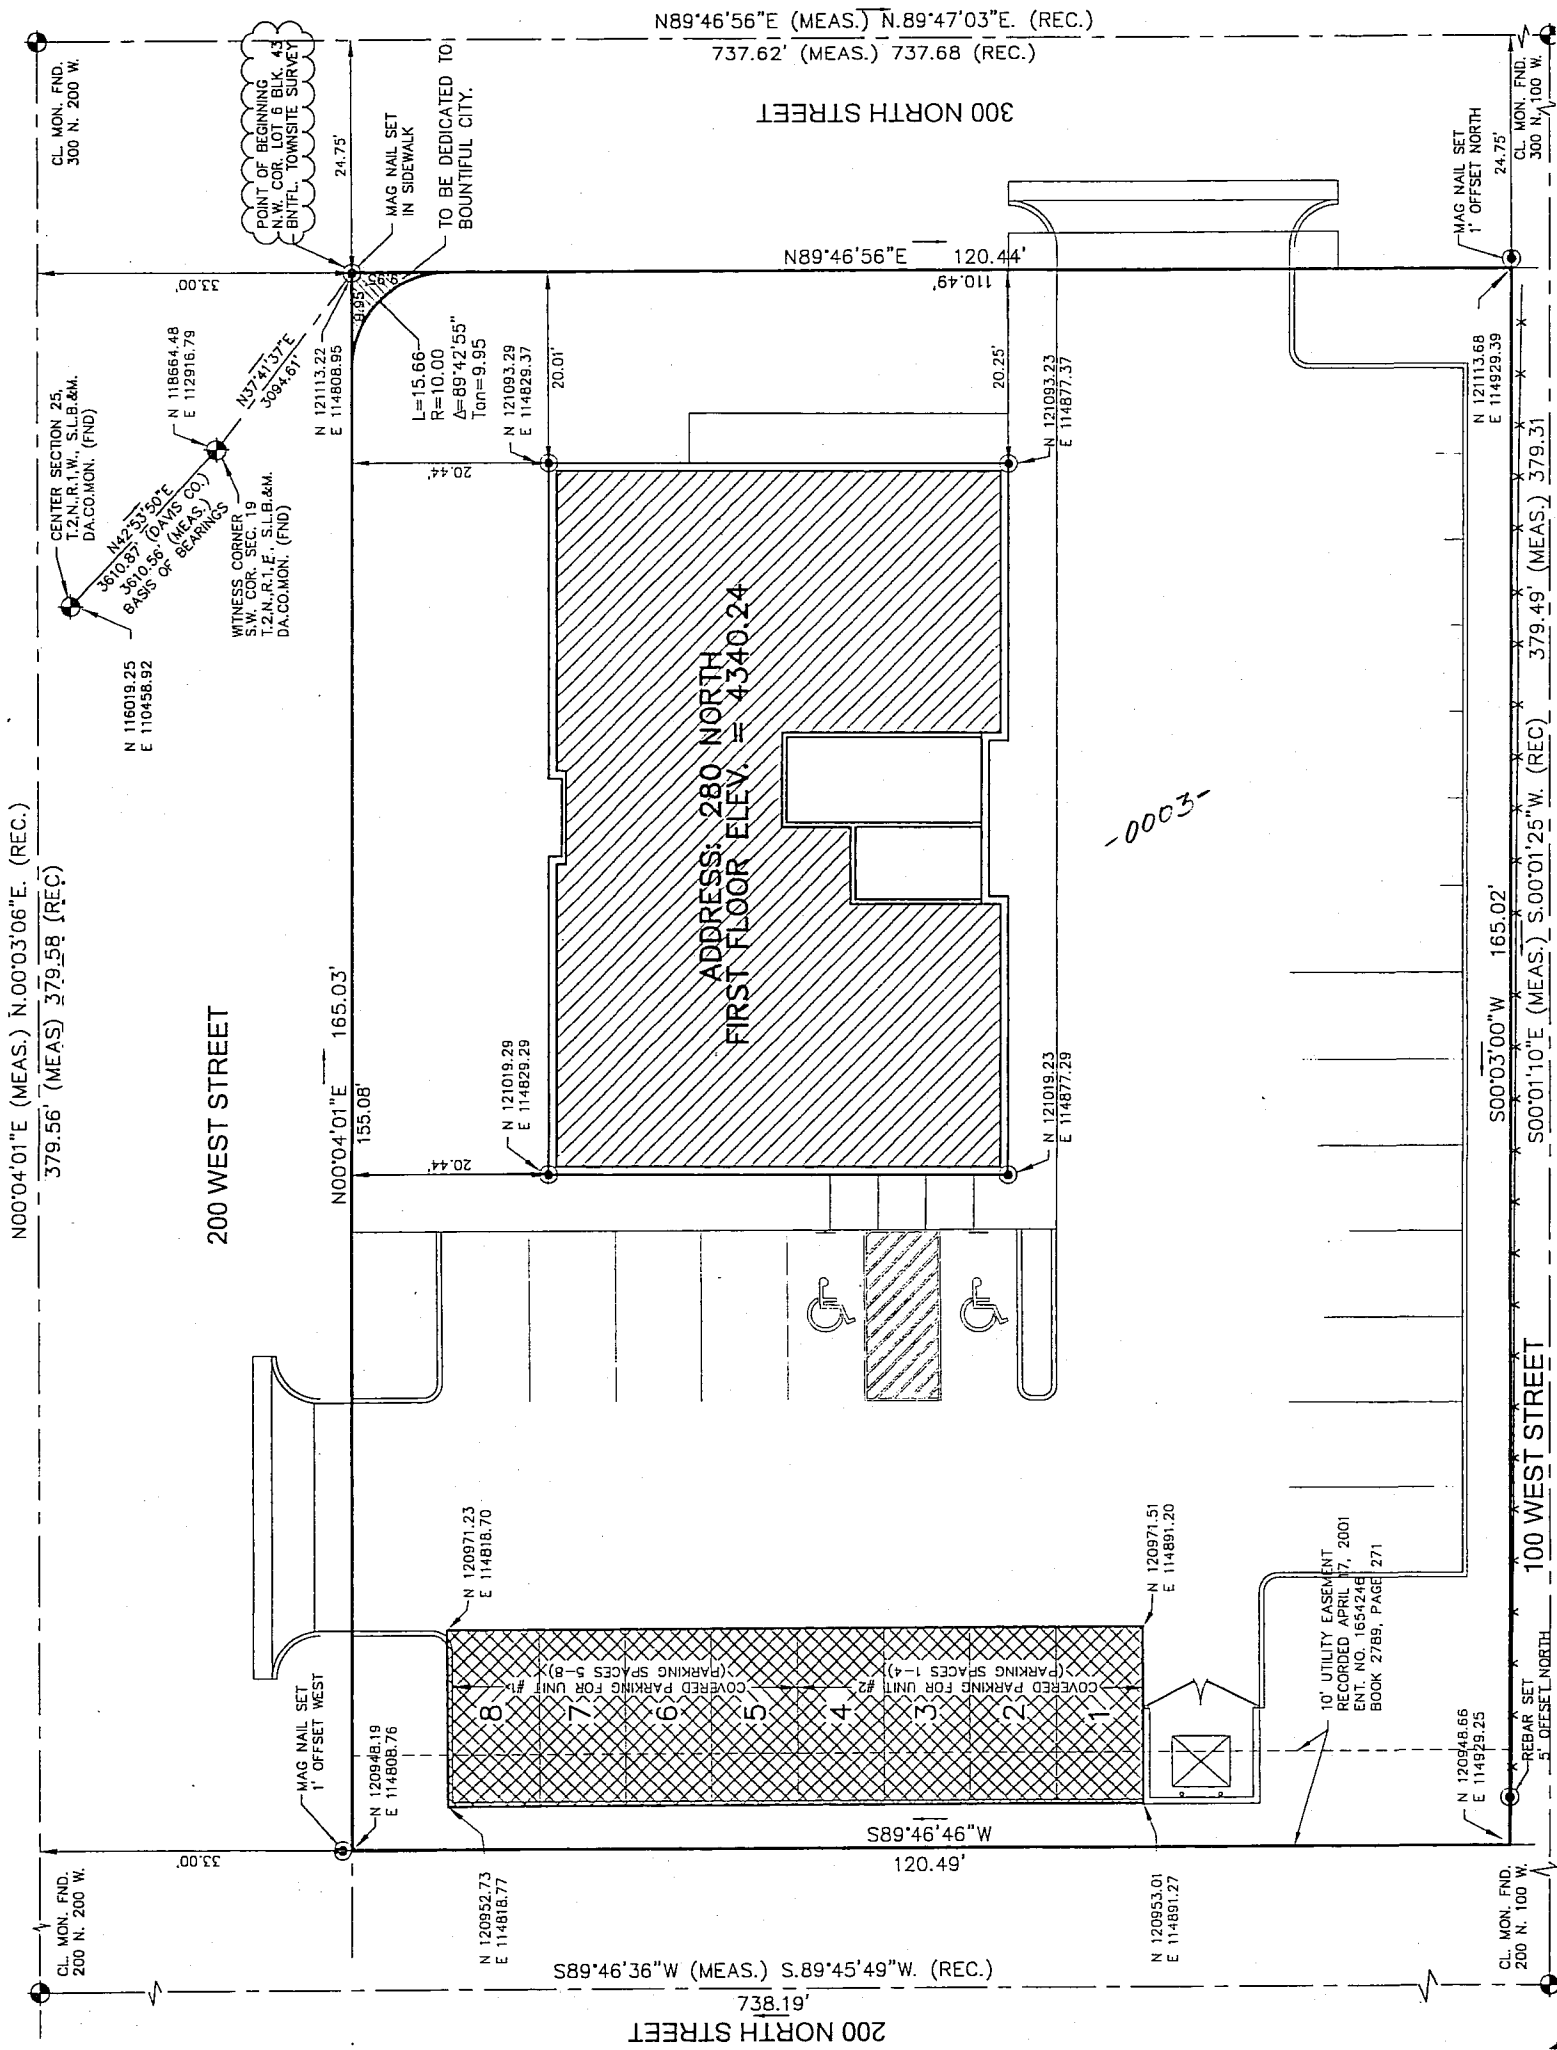 N89°46'56"E (MEAS.) N.89°47'03"E. (REC.)
737.62' (MEAS.) 737.68 (REC.)
300 NORTH STREET
CL. MON. FND.
300 N. 200 W.
POINT OF BEGINNING
N.W. COR. LOT 6 BLK. 43
BNTFL. TOWNSITE SURVEY
24.75'
MAG NAIL SET
IN SIDEWALK
TO BE DEDICATED TO
BOUNTIFUL CITY.
MAG NAIL SET
1' OFFSET NORTH
24.75'
CL. MON. FND.
300 N. 100 W.
33.00'
9.95'
9.95'
N89°46'56"E 120.44'
110.49'
CENTER SECTION 25,
T.2.N.,R.1.W., S.L.B.&M.
DA.CO.MON. (FND)
N 118664.48
E 112916.79
N37°41'37"E
3094.61'
N 121113.22
E 114808.95
L=15.66
R=10.00
Δ=89°42'55"
Tan=9.95
N42°53'50"E
3610.87' (DAVIS CO.)
3610.56' (MEAS.)
BASIS OF BEARINGS
WITNESS CORNER
S.W. COR. SEC. 19
T.2.N.,R.1.E., S.L.B.&M.
DA.CO.MON. (FND)
N 116019.25
E 110458.92
N 121093.29
E 114829.37
20.01'
20.44'
20.25'
N 121093.23
E 114877.37
N 121113.68
E 114929.39
N00°04'01"E (MEAS.) N.00°03'06"E. (REC.)
379.56' (MEAS) 379.58 (REC)
200 WEST STREET
N00°04'01"E 165.03'
155.08'
ADDRESS: 280 NORTH
FIRST FLOOR ELEV. = 4340.24
-0003-
S00°03'00"W 165.02'
S00°01'10"E (MEAS.) S.00°01'25"W. (REC) 379.49' (MEAS.) 379.31
100 WEST STREET
N 121019.29
E 114829.29
20.44'
N 121019.23
E 114877.29
N 120971.23
E 114818.70
N 120971.51
E 114891.20
COVERED PARKING FOR UNIT #1
(PARKING SPACES 5-8)
COVERED PARKING FOR UNIT #2
(PARKING SPACES 1-4)
8
7
6
5
4
3
2
1
10' UTILITY EASEMENT
RECORDED APRIL 17, 2001
ENT. NO. 1654246
BOOK 2789, PAGE 271
MAG NAIL SET
1' OFFSET WEST
N 120948.19
E 114808.76
33.00'
S89°46'46"W
120.49'
N 120948.66
E 114929.25
REBAR SET
5' OFFSET NORTH
N 120952.73
E 114818.77
N 120953.01
E 114891.27
CL. MON. FND.
200 N. 200 W.
CL. MON. FND.
200 N. 100 W.
S89°46'36"W (MEAS.) S.89°45'49"W. (REC.)
738.19'
200 NORTH STREET